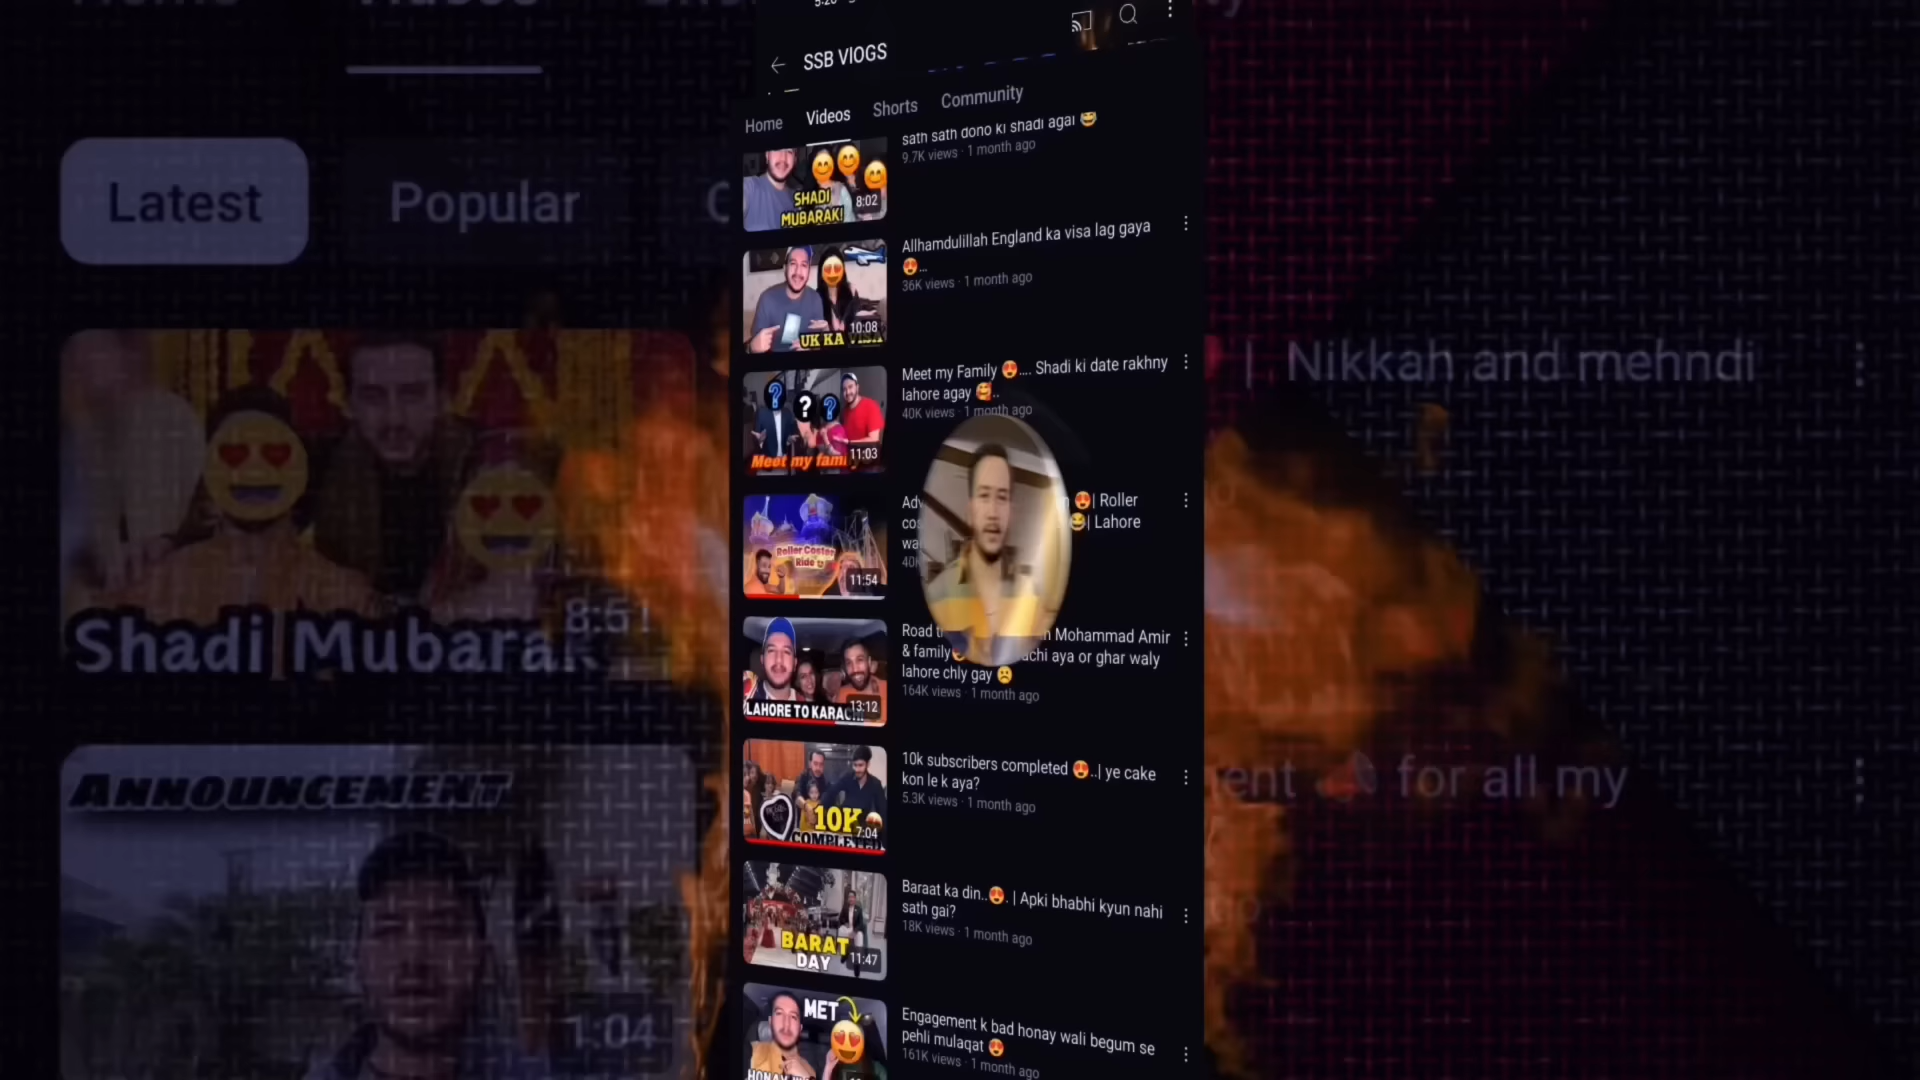 SSB VlOGS
Home
Videos
Shorts
Community
sath sath dono ki shadi agai 😅
9.7K views · 1 month ago
SHADI
MUBARAK!
8:02
Allhamdulillah England ka visa lag gaya
😍...
36K views · 1 month ago
10:08
UK KA VISA
Meet my Family 😍.... Shadi ki date rakhny
lahore agay 🥰..
40K views · 1 month ago
? ? ?
Meet my fami
11:03
😍| Roller
😂| Lahore
Roller Coster
Ride
11:54
Mohammad Amir
& family
aya or ghar waly
lahore chly gay ☹️
164K views · 1 month ago
LAHORE TO KARACHI
13:12
10k subscribers completed 😍..| ye cake
kon le k aya?
5.3K views · 1 month ago
10K
COMPLETED
7:04
Baraat ka din..😍. | Apki bhabhi kyun nahi
sath gai?
18K views · 1 month ago
BARAT
DAY
11:47
Engagement k bad honay wali begum se
pehli mulaqat 😍
161K views · 1 month ago
MET
Latest
Popular
Shadi Mubarak
8:51
| Nikkah and mehndi
ANNOUNCEMENT
1:04
for all my